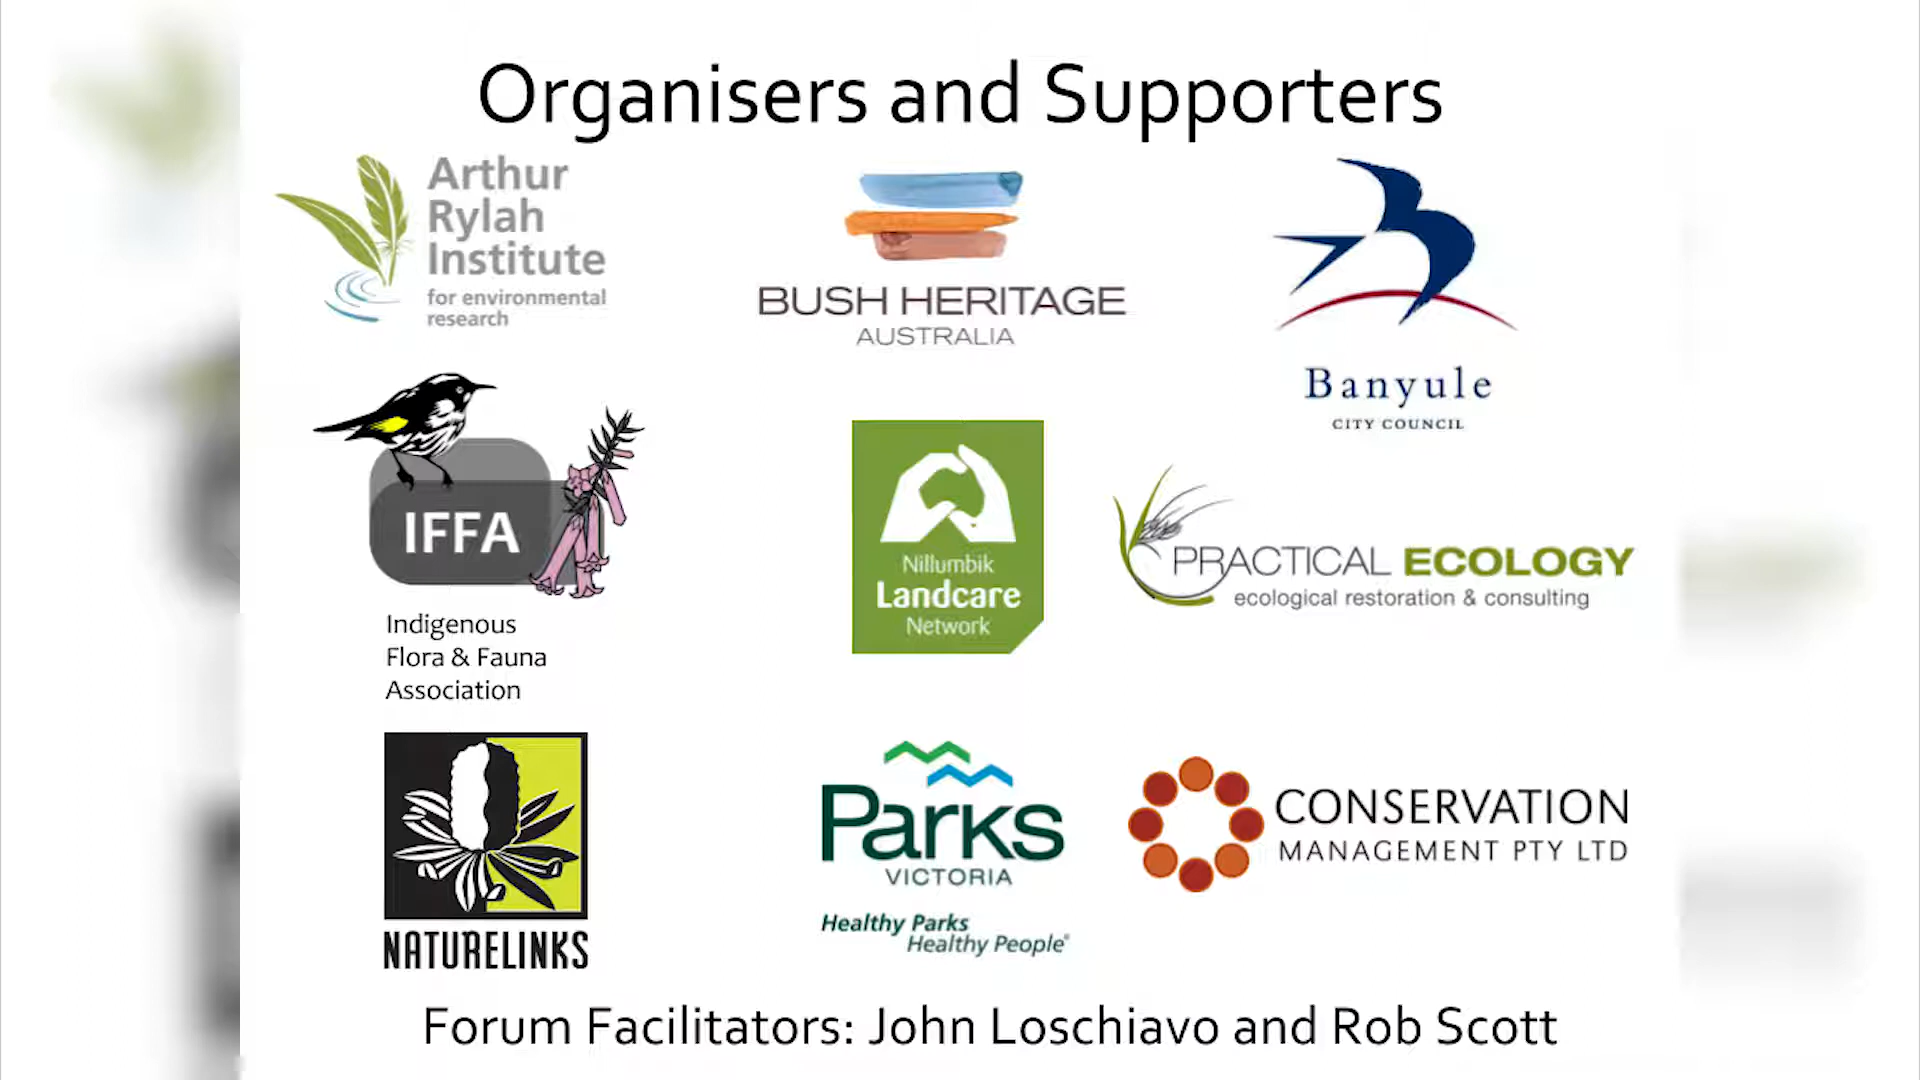 Organisers and Supporters
Arthur
Rylah
Institute
for environmental
research
BUSH HERITAGE
AUSTRALIA
Banyule
CITY COUNCIL
IFFA
Indigenous
Flora & Fauna
Association
Nillumbik
Landcare
Network
PRACTICAL ECOLOGY
ecological restoration & consulting
NATURELINKS
Parks
VICTORIA
Healthy Parks
Healthy People®
CONSERVATION
MANAGEMENT PTY LTD
Forum Facilitators: John Loschiavo and Rob Scott